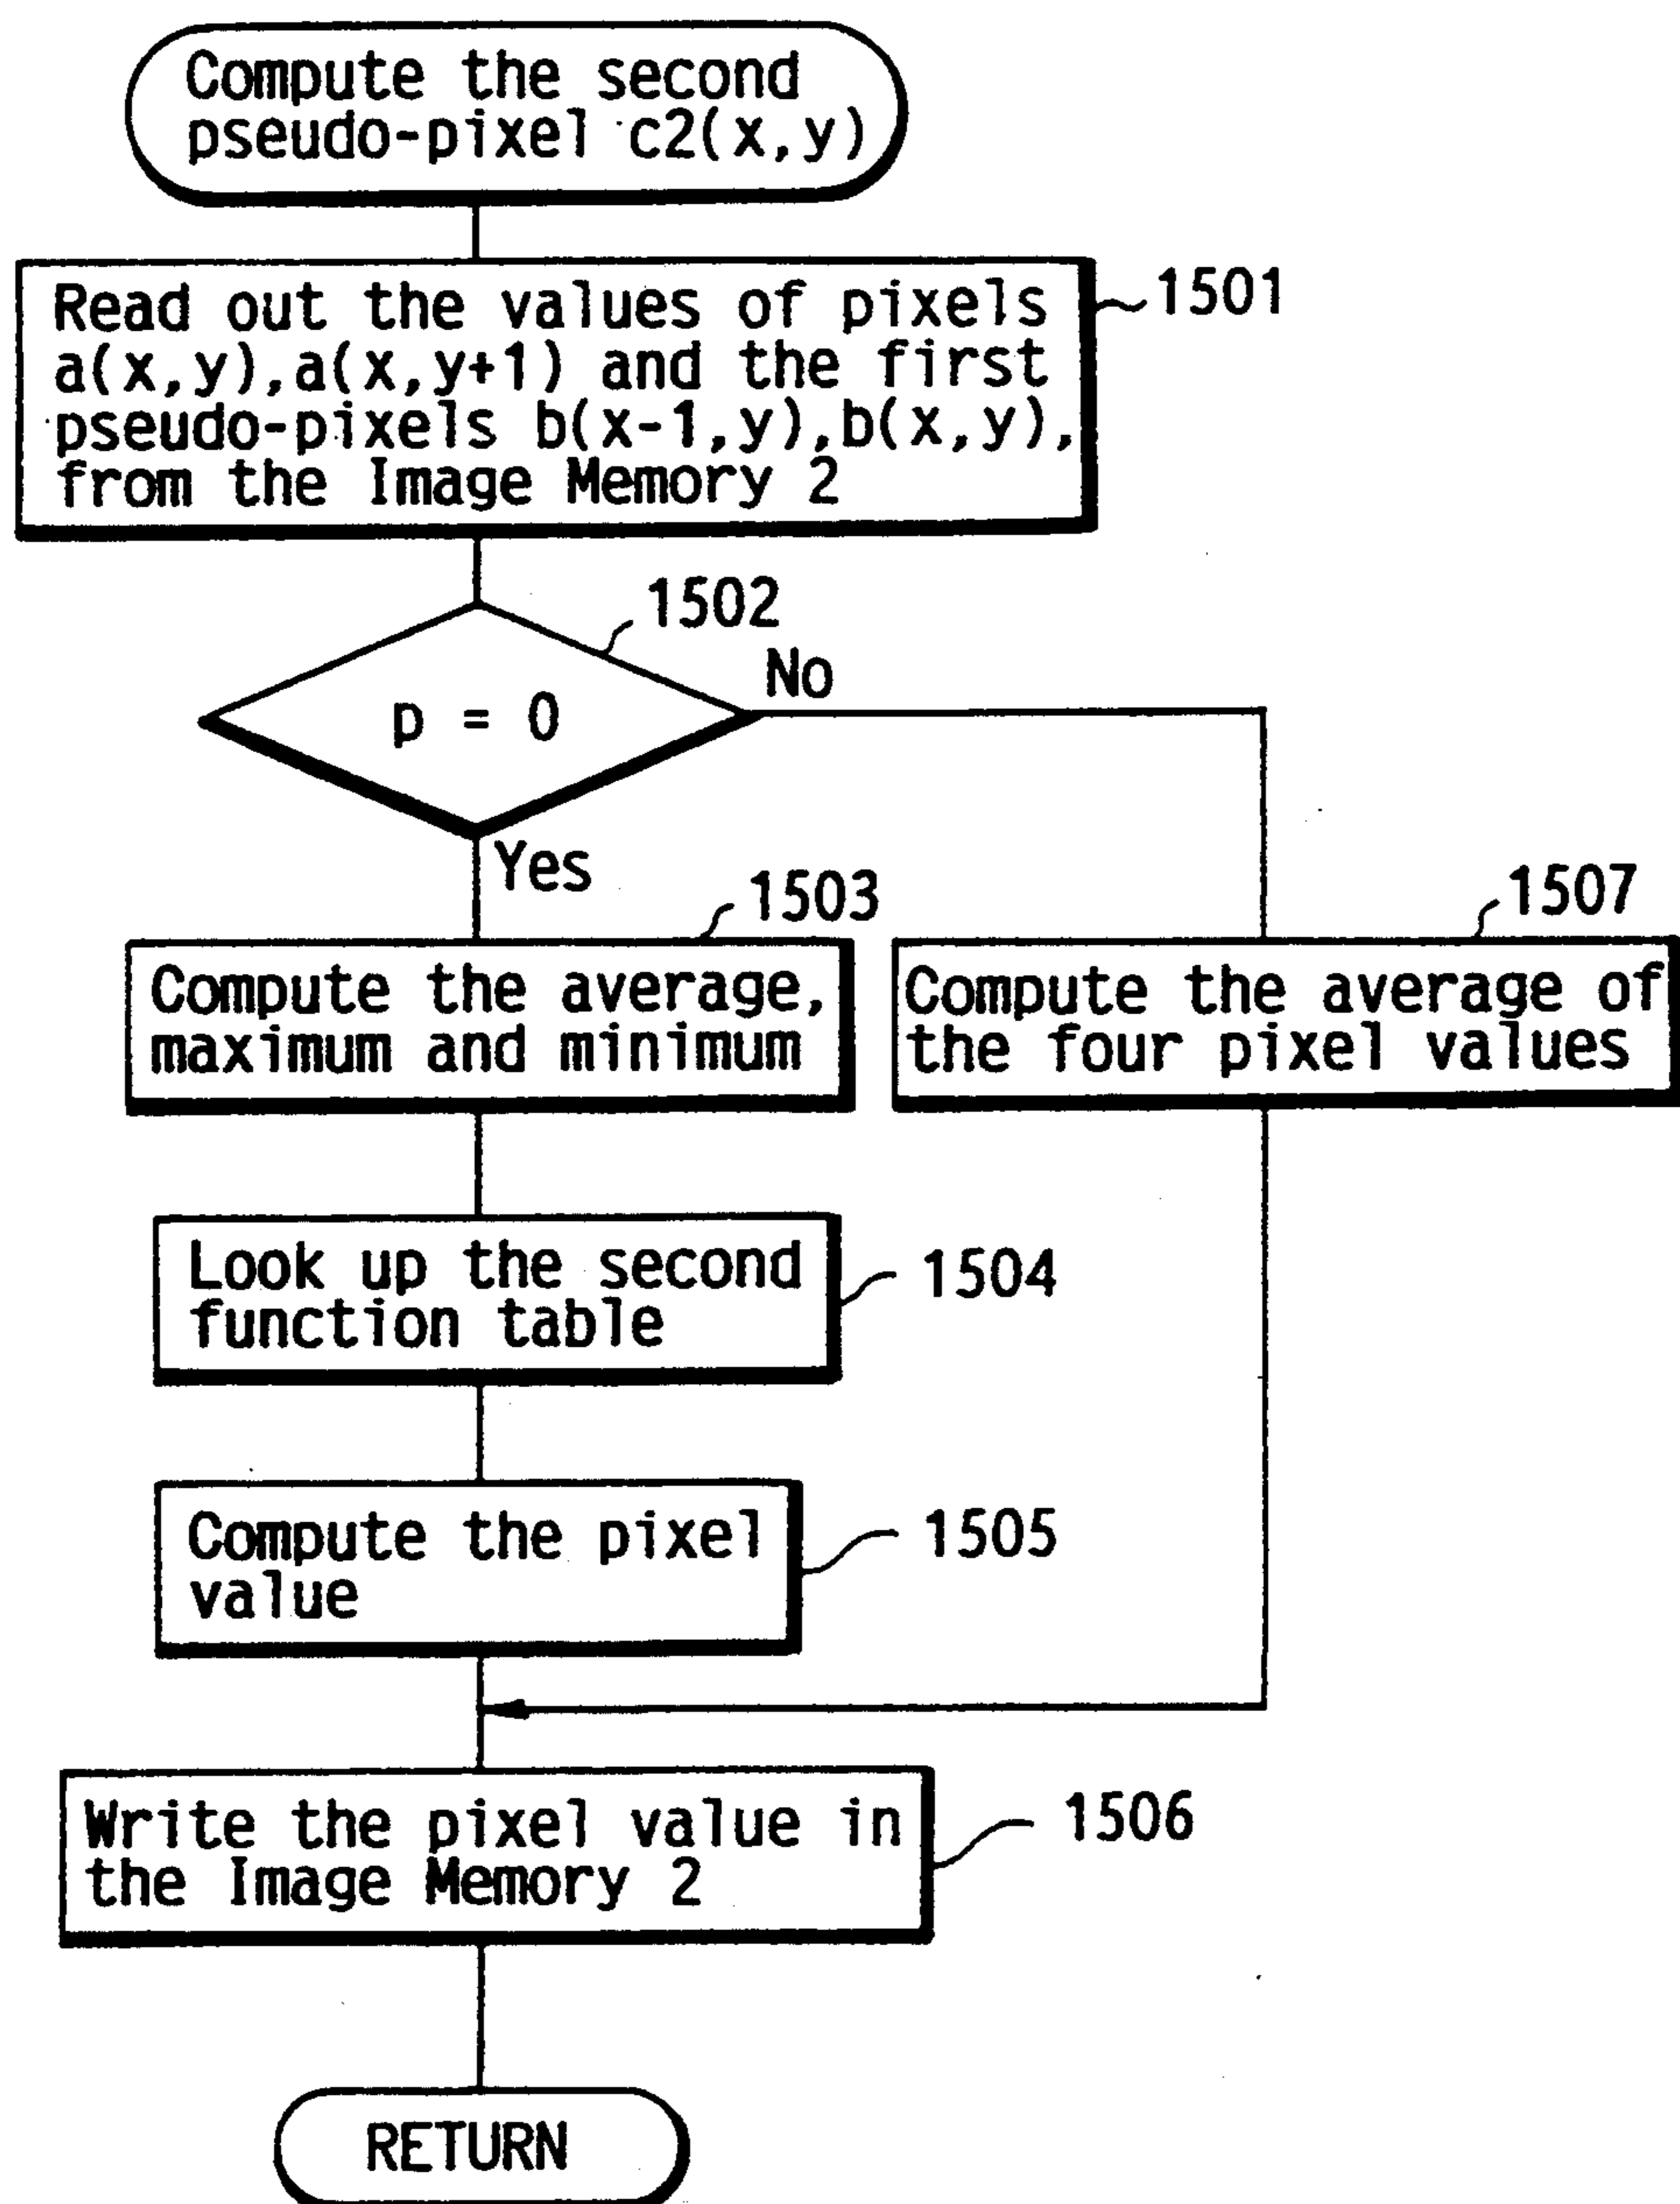 Compute the second
pseudo-pixel c2(x,y)
Read out the values of pixels
a(x,y),a(x,y+1) and the first
pseudo-pixels b(x-1,y),b(x,y),
from the Image Memory 2
1501
1502
p = 0
No
Yes
1503
Compute the average,
maximum and minimum
1507
Compute the average of
the four pixel values
Look up the second
function table
1504
Compute the pixel
value
1505
Write the pixel value in
the Image Memory 2
1506
RETURN